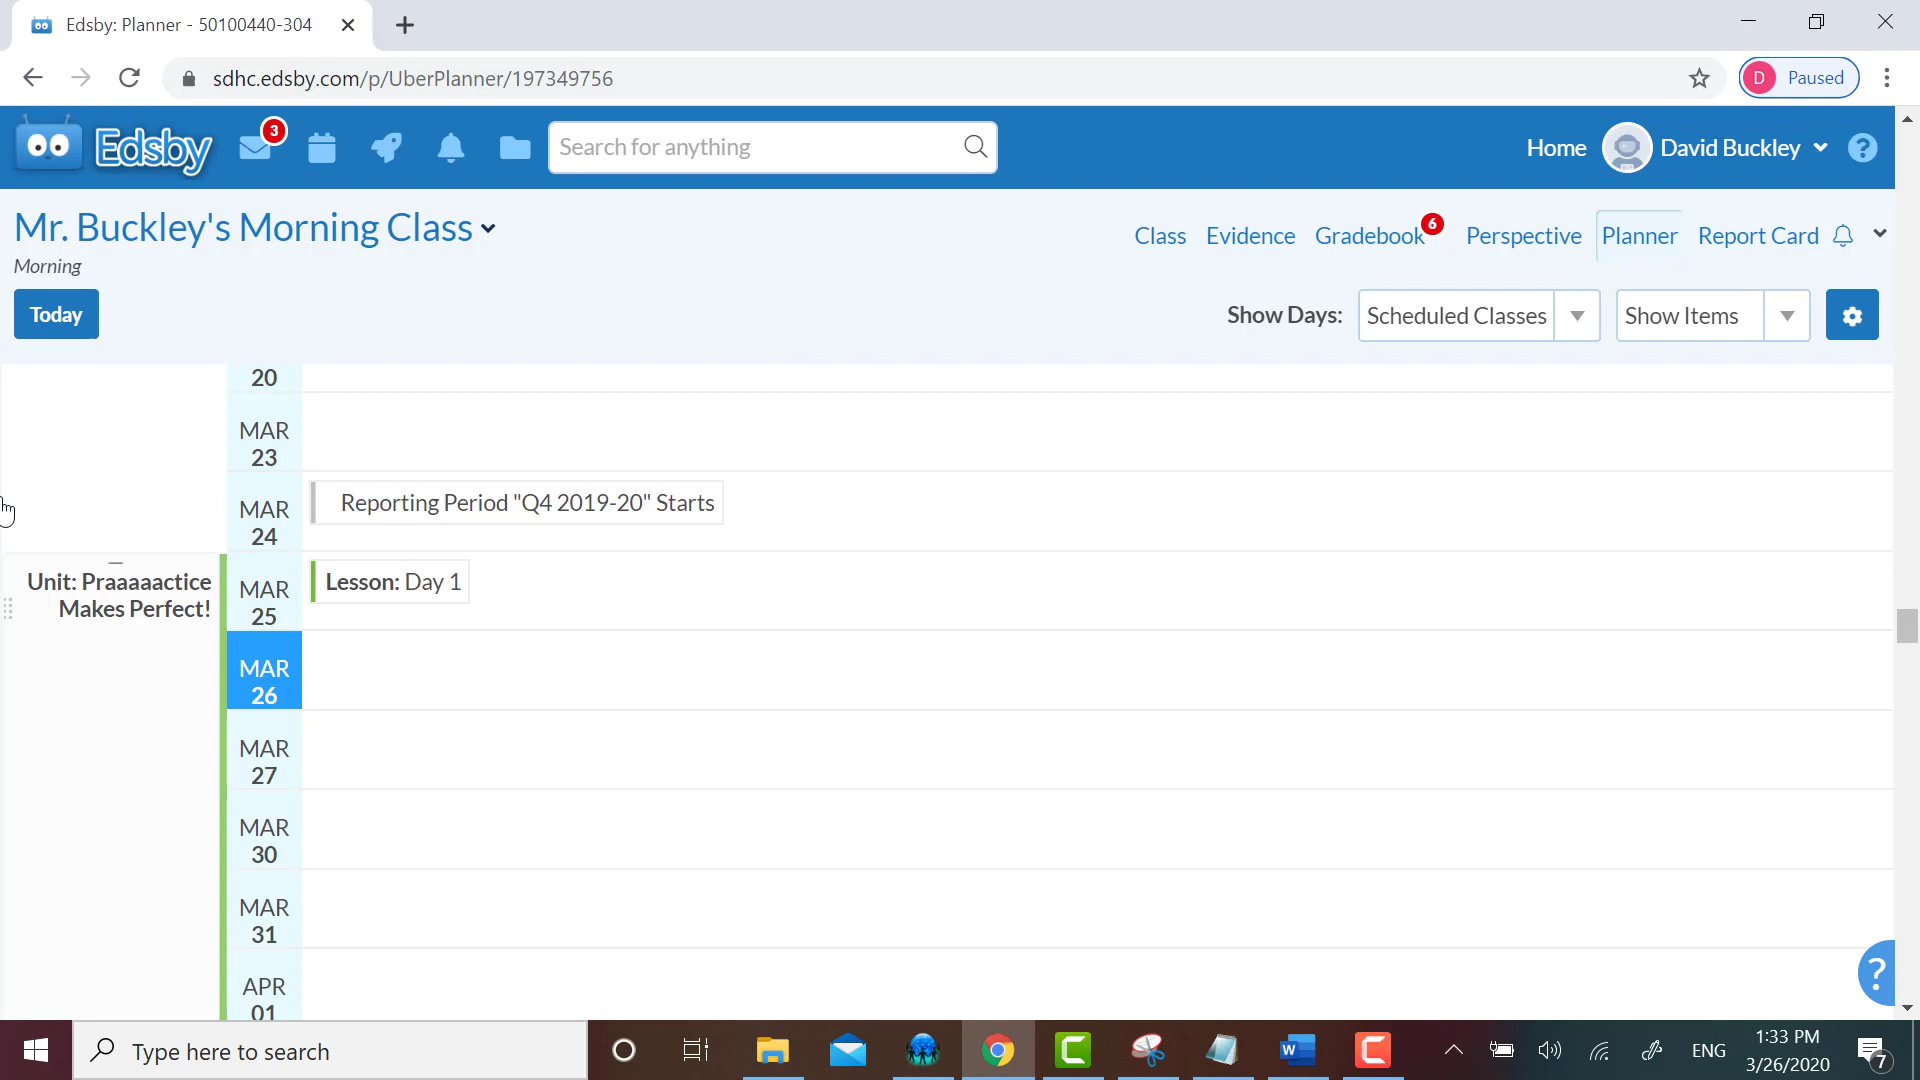 Edsby: Planner - 50100440-304
sdhc.edsby.com/p/UberPlanner/197349756
D Paused
Edsby
3
Search for anything
Home
David Buckley
?
Mr. Buckley's Morning Class
Morning
Class
Evidence
Gradebook
6
Perspective
Planner
Report Card
Today
Show Days:
Scheduled Classes
Show Items
20
MAR
23
MAR
24
Reporting Period "Q4 2019-20" Starts
Unit: Praaaaactice
Makes Perfect!
MAR
25
Lesson: Day 1
MAR
26
MAR
27
MAR
30
MAR
31
APR
01
?
Type here to search
W
ENG
1:33 PM
3/26/2020
7